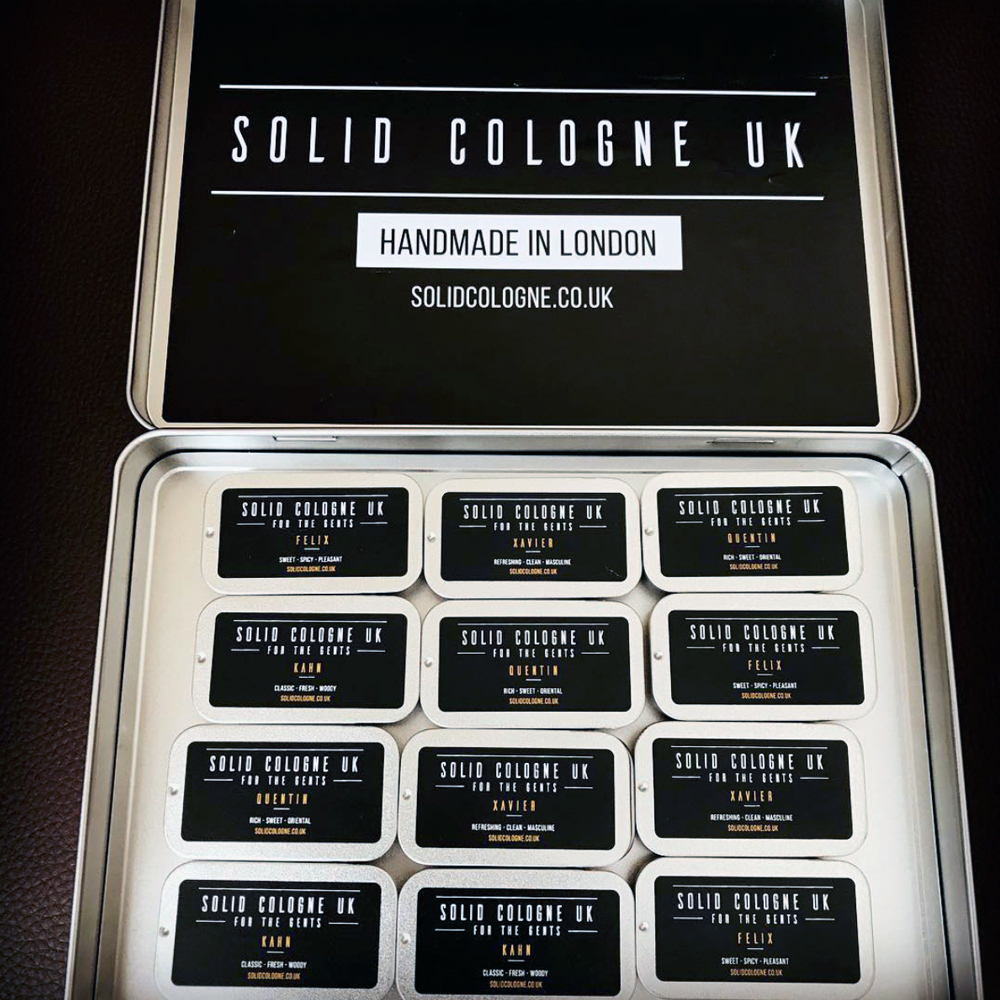 SOLID COLOGNE UK
HANDMADE IN LONDON
SOLIDCOLOGNE.CO.UK
SOLID COLOGNE UK
FOR THE GENTS
FELIX
SWEET - SPICY - PLEASANT
SOLIDCOLOGNE.CO.UK
SOLID COLOGNE UK
FOR THE GENTS
XAVIER
REFRESHING - CLEAN - MASCULINE
SOLIDCOLOGNE.CO.UK
SOLID COLOGNE UK
FOR THE GENTS
QUENTIN
RICH - SWEET - ORIENTAL
SOLIDCOLOGNE.CO.UK
SOLID COLOGNE UK
FOR THE GENTS
KAHN
CLASSIC - FRESH - WOODY
SOLIDCOLOGNE.CO.UK
SOLID COLOGNE UK
FOR THE GENTS
QUENTIN
RICH - SWEET - ORIENTAL
SOLIDCOLOGNE.CO.UK
SOLID COLOGNE UK
FOR THE GENTS
FELIX
SWEET - SPICY - PLEASANT
SOLIDCOLOGNE.CO.UK
SOLID COLOGNE UK
FOR THE GENTS
QUENTIN
RICH - SWEET - ORIENTAL
SOLIDCOLOGNE.CO.UK
SOLID COLOGNE UK
FOR THE GENTS
XAVIER
REFRESHING - CLEAN - MASCULINE
SOLIDCOLOGNE.CO.UK
SOLID COLOGNE UK
FOR THE GENTS
XAVIER
REFRESHING - CLEAN - MASCULINE
SOLIDCOLOGNE.CO.UK
SOLID COLOGNE UK
FOR THE GENTS
KAHN
CLASSIC - FRESH - WOODY
SOLIDCOLOGNE.CO.UK
SOLID COLOGNE UK
FOR THE GENTS
KAHN
CLASSIC - FRESH - WOODY
SOLIDCOLOGNE.CO.UK
SOLID COLOGNE UK
FOR THE GENTS
FELIX
SWEET - SPICY - PLEASANT
SOLIDCOLOGNE.CO.UK